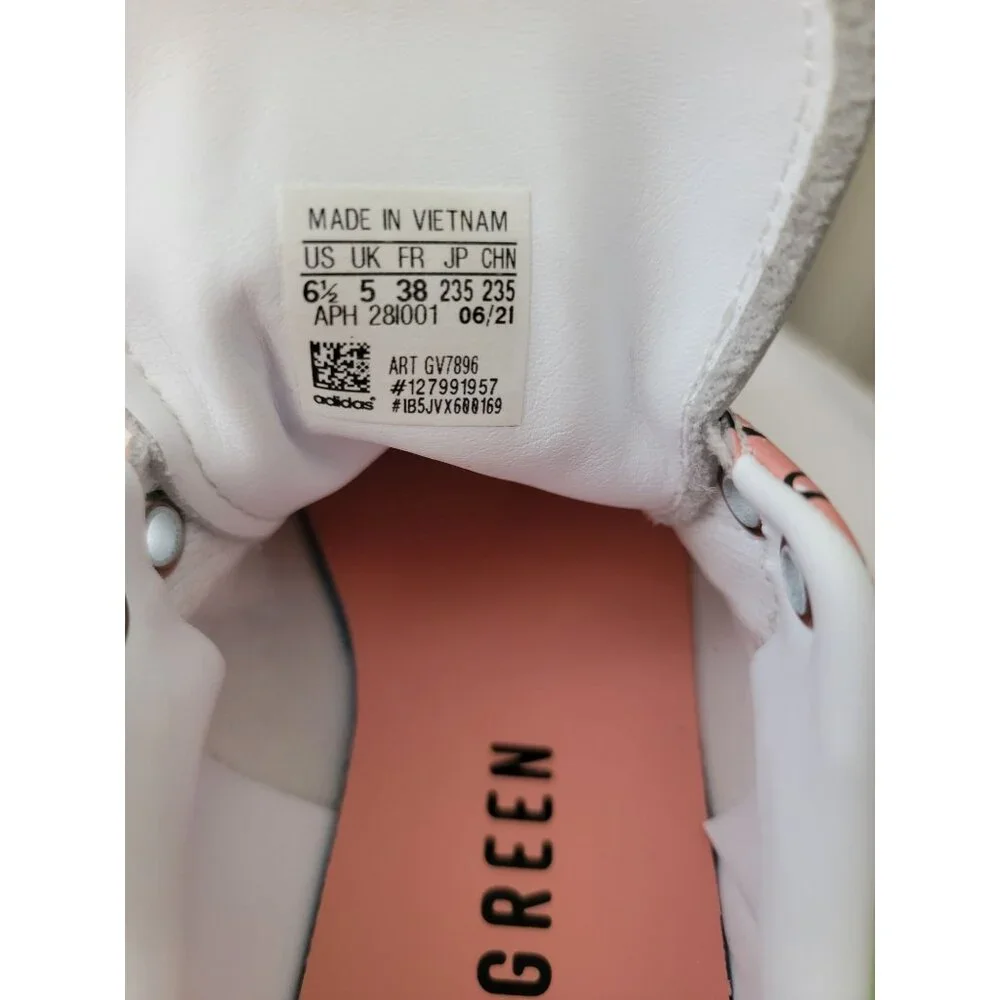 MADE IN VIETNAM
US UK FR JP CHN
6½ 5 38 235 235
APH 28I001 06/21
ART GV7896
#127991957
adidas #IB5JVX600169
GREEN